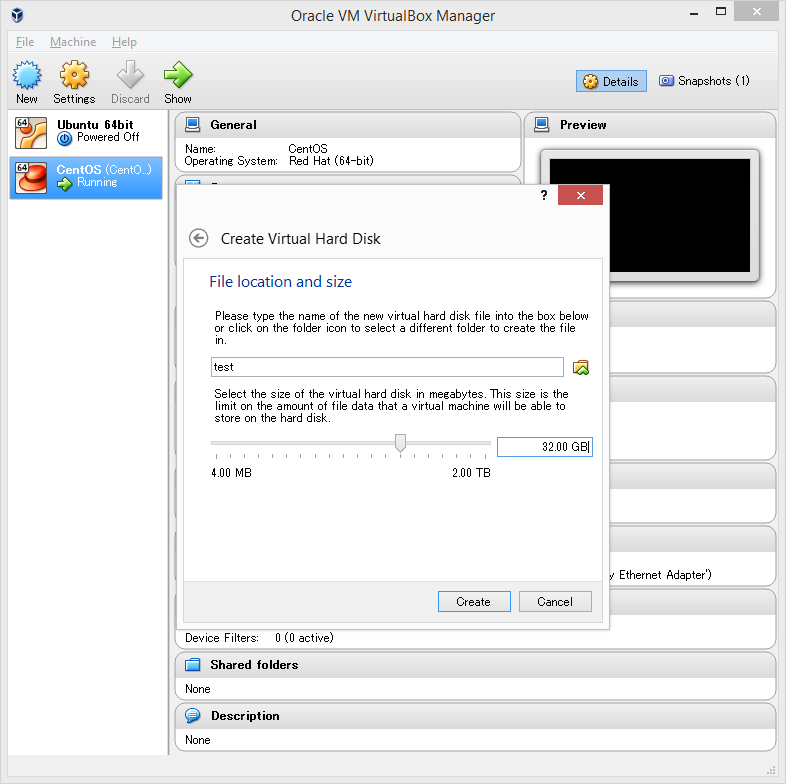 Oracle VM VirtualBox Manager
File Machine Help
New Settings Discard Show
Details Snapshots (1)
64 Ubuntu 64bit
Powered Off
64 CentOS (CentO...)
Running
General
Name: CentOS
Operating System: Red Hat (64-bit)
Preview
?
Create Virtual Hard Disk
File location and size
Please type the name of the new virtual hard disk file into the box below
or click on the folder icon to select a different folder to create the file
in.
test
Select the size of the virtual hard disk in megabytes. This size is the
limit on the amount of file data that a virtual machine will be able to
store on the hard disk.
32.00 GB
4.00 MB 2.00 TB
y Ethernet Adapter')
Create Cancel
Device Filters: 0 (0 active)
Shared folders
None
Description
None